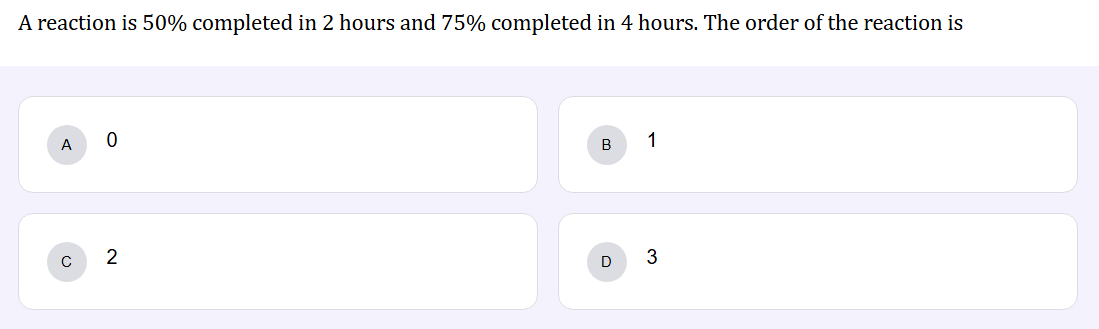 A reaction is 50% completed in 2 hours and 75% completed in 4 hours. The order of the reaction is
A 0
B 1
C 2
D 3